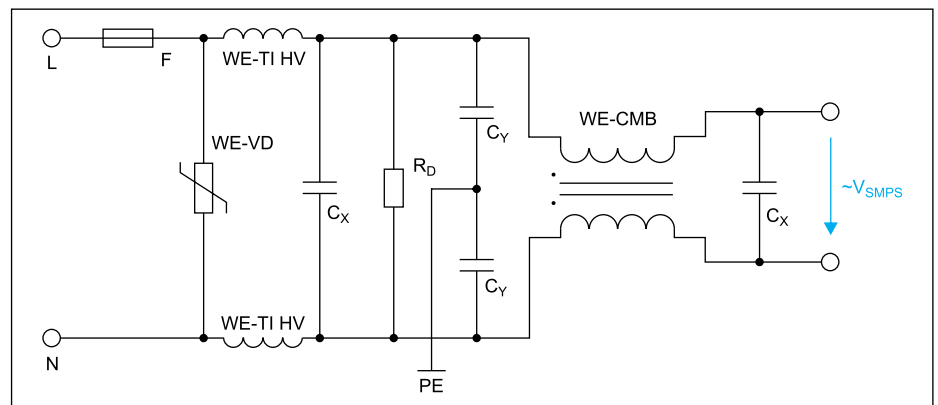 L
F
WE-TI HV
WE-VD
C_X
R_D
C_Y
C_Y
WE-CMB
C_X
~V_SMPS
WE-TI HV
N
PE